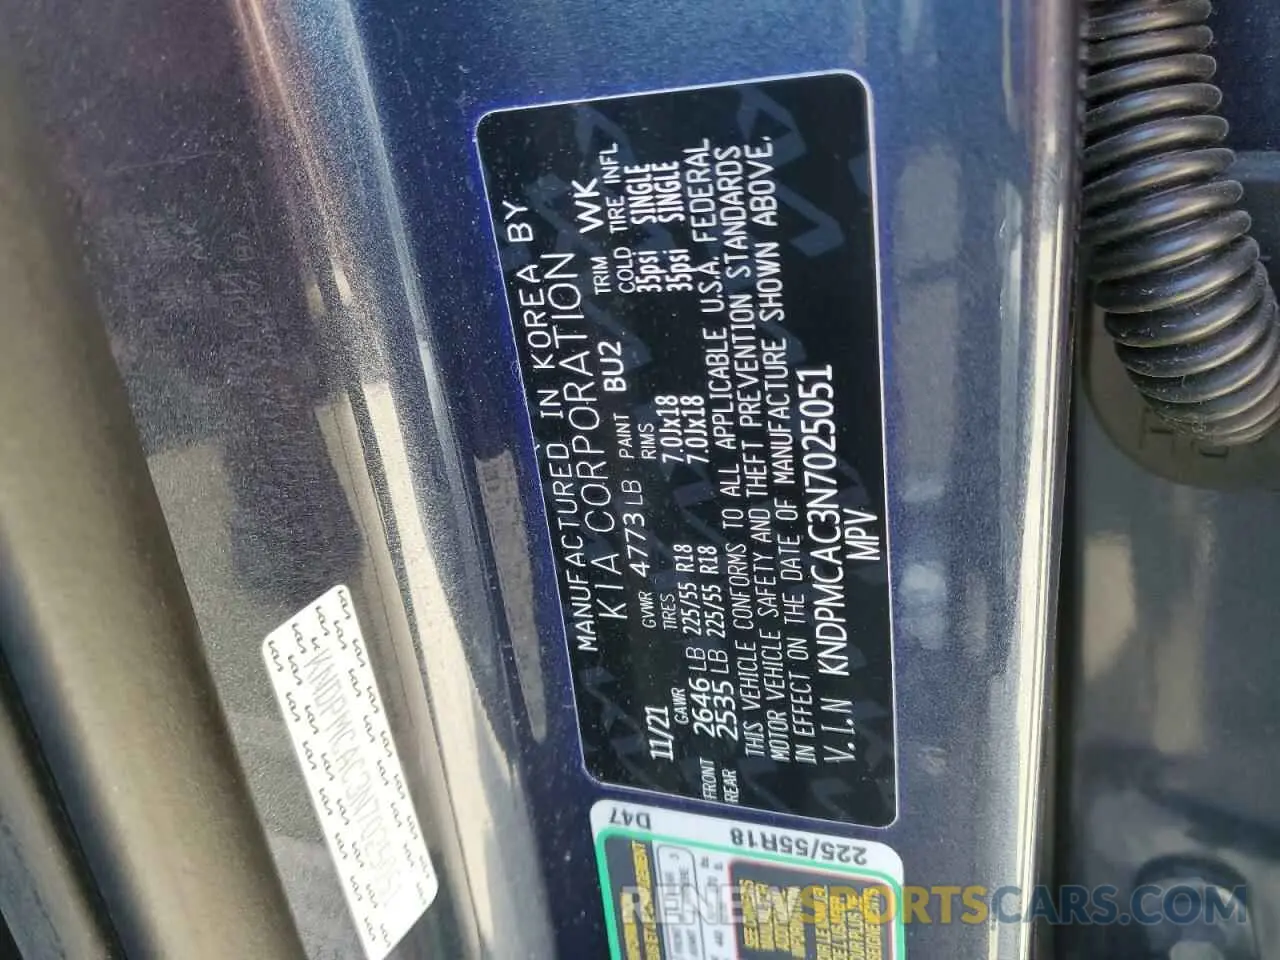 MANUFACTURED IN KOREA BY
KIA CORPORATION
11/21 GVWR 4773 LB PAINT BU2 TRIM WK
GAWR TIRES RIMS COLD TIRE INFL
FRONT 2646 LB 225/55 R18 7.0Jx18 35psi SINGLE
REAR 2535 LB 225/55 R18 7.0Jx18 35psi SINGLE
THIS VEHICLE CONFORMS TO ALL APPLICABLE U.S.A. FEDERAL
MOTOR VEHICLE SAFETY AND THEFT PREVENTION STANDARDS
IN EFFECT ON THE DATE OF MANUFACTURE SHOWN ABOVE.
V.I.N KNDPMCAC3N7025051
MPV
KNDPMCAC3N7025051
D47
225/55R18
RENEWSPORTSCARS.COM